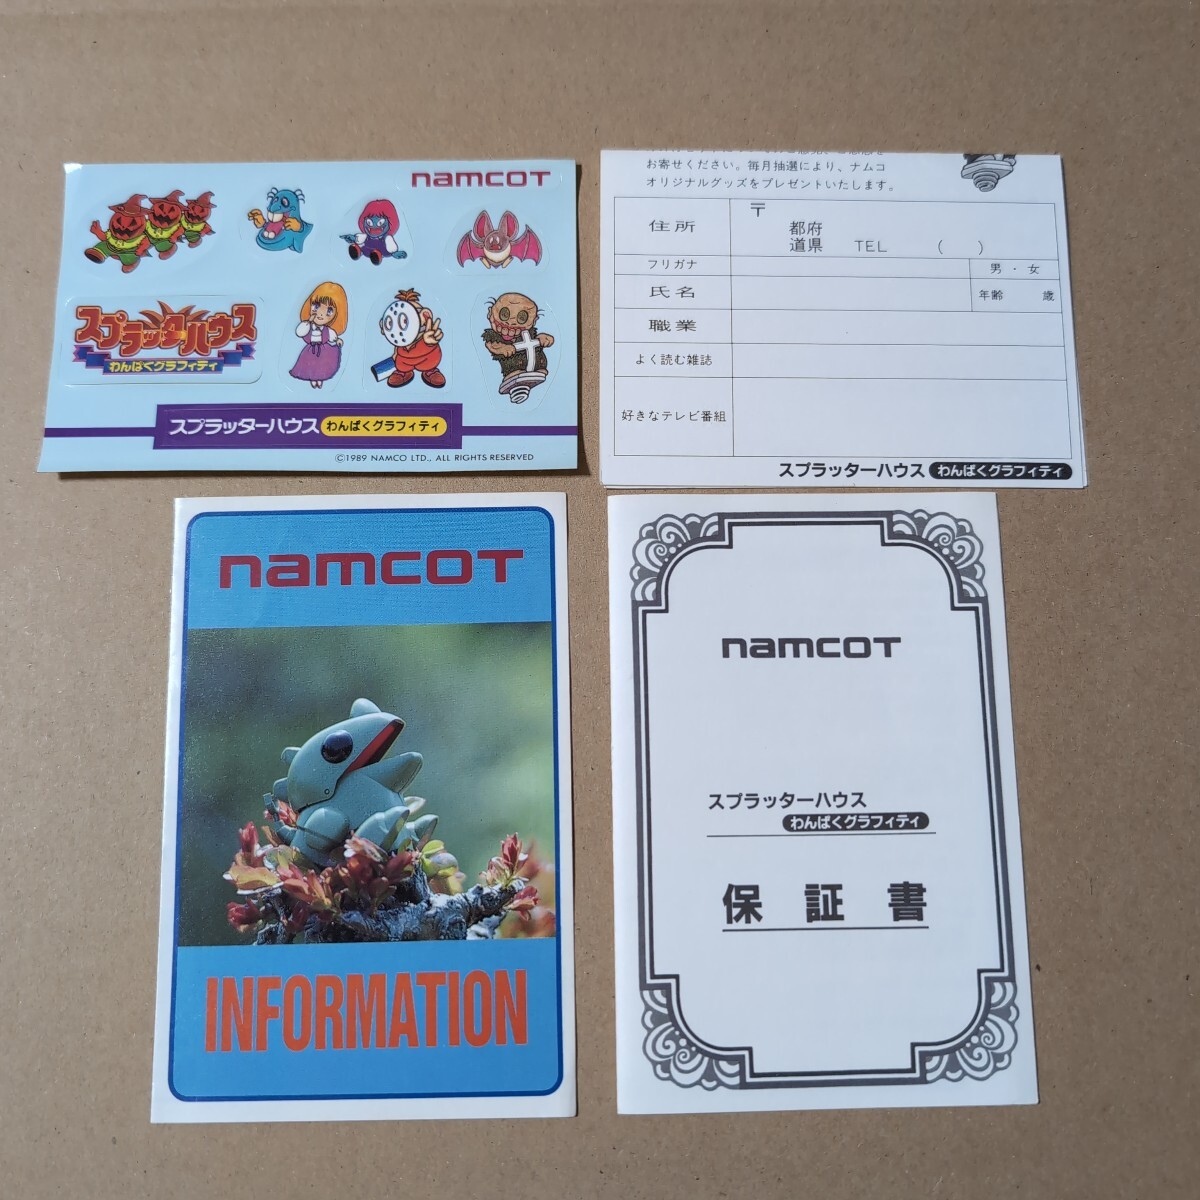 namcoT
スプラッターハウス
わんぱくグラフィティ
スプラッターハウス わんぱくグラフィティ
©1989 NAMCO LTD., ALL RIGHTS RESERVED
お寄せください。毎月抽選により、ナムコ
オリジナルグッズをプレゼントいたします。
住所
〒
都府
道県 TEL ( )
フリガナ
男・女
氏名
年齢 歳
職業
よく読む雑誌
好きなテレビ番組
スプラッターハウス わんぱくグラフィティ
namcoT
INFORMATION
namcoT
スプラッターハウス
わんぱくグラフィティ
保証書